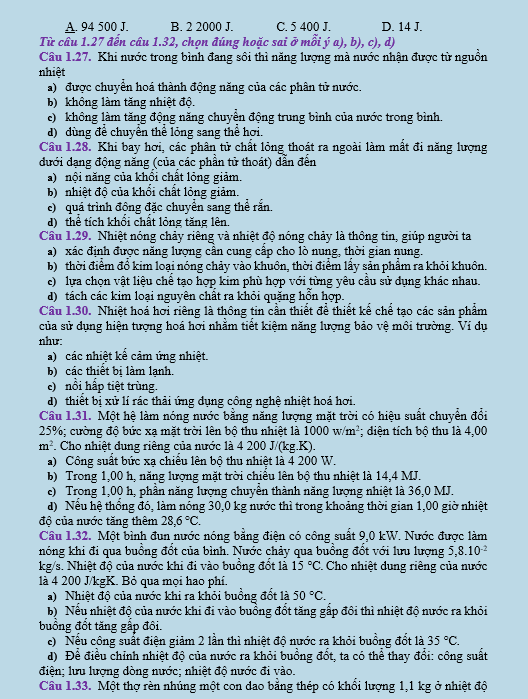 A. 94 500 J. B. 2 2000 J. C. 5 400 J. D. 14 J.
Từ câu 1.27 đến câu 1.32, chọn đúng hoặc sai ở mỗi ý a), b), c), d)
Câu 1.27. Khi nước trong bình đang sôi thì năng lượng mà nước nhận được từ nguồn
nhiệt
a) được chuyển hoá thành động năng của các phân tử nước.
b) không làm tăng nhiệt độ.
c) không làm tăng động năng chuyển động trung bình của nước trong bình.
d) dùng để chuyển thể lỏng sang thể hơi.
Câu 1.28. Khi bay hơi, các phân tử chất lỏng thoát ra ngoài làm mất đi năng lượng
dưới dạng động năng (của các phần tử thoát) dẫn đến
a) nội năng của khối chất lỏng giảm.
b) nhiệt độ của khối chất lỏng giảm.
c) quá trình đông đặc chuyển sang thể rắn.
d) thể tích khối chất lỏng tăng lên.
Câu 1.29. Nhiệt nóng chảy riêng và nhiệt độ nóng chảy là thông tin, giúp người ta
a) xác định được năng lượng cần cung cấp cho lò nung, thời gian nung.
b) thời điểm đổ kim loại nóng chảy vào khuôn, thời điểm lấy sản phẩm ra khỏi khuôn.
c) lựa chọn vật liệu chế tạo hợp kim phù hợp với từng yêu cầu sử dụng khác nhau.
d) tách các kim loại nguyên chất ra khỏi quặng hỗn hợp.
Câu 1.30. Nhiệt hoá hơi riêng là thông tin cần thiết để thiết kế chế tạo các sản phẩm
của sử dụng hiện tượng hoá hơi nhằm tiết kiệm năng lượng bảo vệ môi trường. Ví dụ
như:
a) các nhiệt kế cảm ứng nhiệt.
b) các thiết bị làm lạnh.
c) nồi hấp tiệt trùng.
d) thiết bị xử lí rác thải ứng dụng công nghệ nhiệt hoá hơi.
Câu 1.31. Một hệ làm nóng nước bằng năng lượng mặt trời có hiệu suất chuyển đổi
25%; cường độ bức xạ mặt trời lên bộ thu nhiệt là 1000 w/m²; diện tích bộ thu là 4,00
m². Cho nhiệt dung riêng của nước là 4 200 J/(kg.K).
a) Công suất bức xạ chiếu lên bộ thu nhiệt là 4 200 W.
b) Trong 1,00 h, năng lượng mặt trời chiếu lên bộ thu nhiệt là 14,4 MJ.
c) Trong 1,00 h, phần năng lượng chuyển thành năng lượng nhiệt là 36,0 MJ.
d) Nếu hệ thống đó, làm nóng 30,0 kg nước thì trong khoảng thời gian 1,00 giờ nhiệt
độ của nước tăng thêm 28,6 °C.
Câu 1.32. Một bình đun nước nóng bằng điện có công suất 9,0 kW. Nước được làm
nóng khi đi qua buồng đốt của bình. Nước chảy qua buồng đốt với lưu lượng 5,8.10⁻²
kg/s. Nhiệt độ của nước khi đi vào buồng đốt là 15 °C. Cho nhiệt dung riêng của nước
là 4 200 J/kgK. Bỏ qua mọi hao phí.
a) Nhiệt độ của nước khi ra khỏi buồng đốt là 50 °C.
b) Nếu nhiệt độ của nước khi đi vào buồng đốt tăng gấp đôi thì nhiệt độ nước ra khỏi
buồng đốt tăng gấp đôi.
c) Nếu công suất điện giảm 2 lần thì nhiệt độ nước ra khỏi buồng đốt là 35 °C.
d) Để điều chỉnh nhiệt độ của nước ra khỏi buồng đốt, ta có thể thay đổi: công suất
điện; lưu lượng dòng nước; nhiệt độ nước đi vào.
Câu 1.33. Một thợ rèn nhúng một con dao bằng thép có khối lượng 1,1 kg ở nhiệt độ